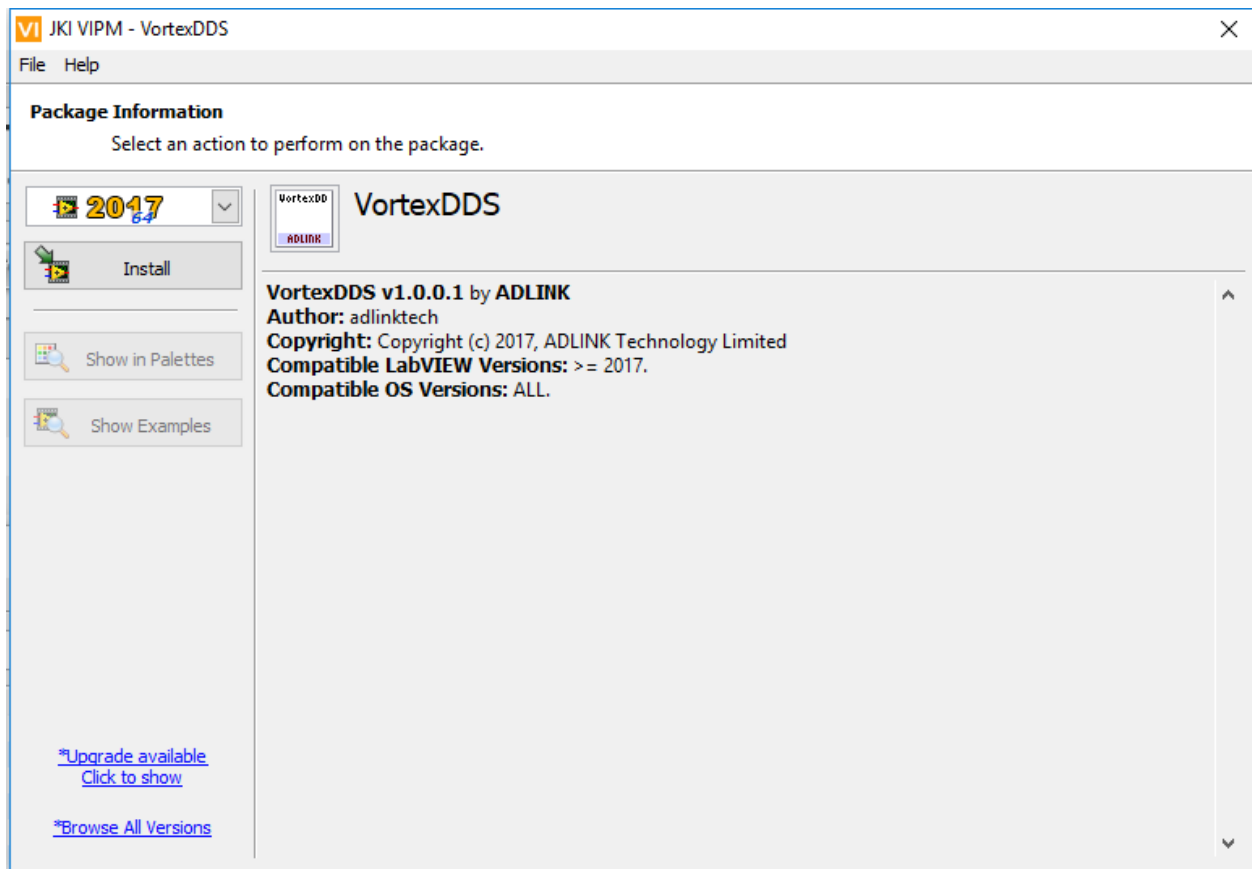 VI JKI VIPM - VortexDDS
File Help
Package Information
Select an action to perform on the package.
2017
64
Install
Show in Palettes
Show Examples
*Upgrade available
Click to show
*Browse All Versions
VortexDD
ADLINK
VortexDDS
VortexDDS v1.0.0.1 by ADLINK
Author: adlinktech
Copyright: Copyright (c) 2017, ADLINK Technology Limited
Compatible LabVIEW Versions: >= 2017.
Compatible OS Versions: ALL.